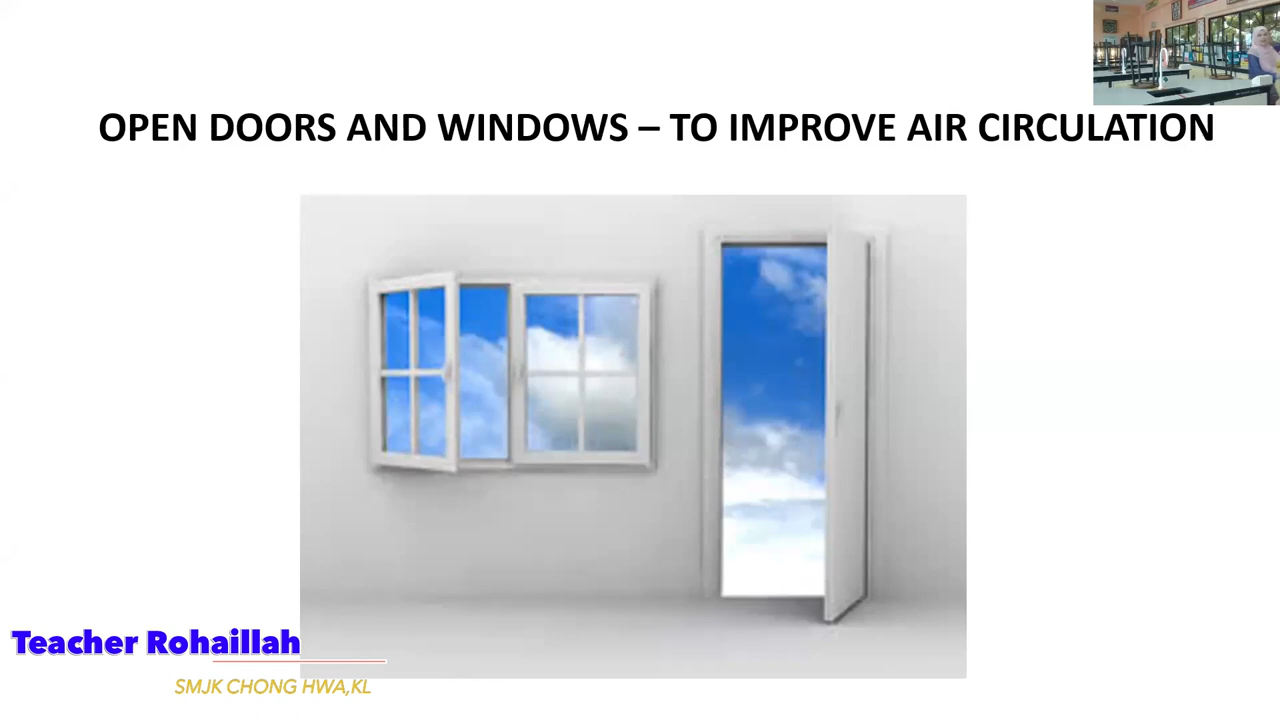 OPEN DOORS AND WINDOWS – TO IMPROVE AIR CIRCULATION
Teacher Rohaillah
SMJK CHONG HWA,KL